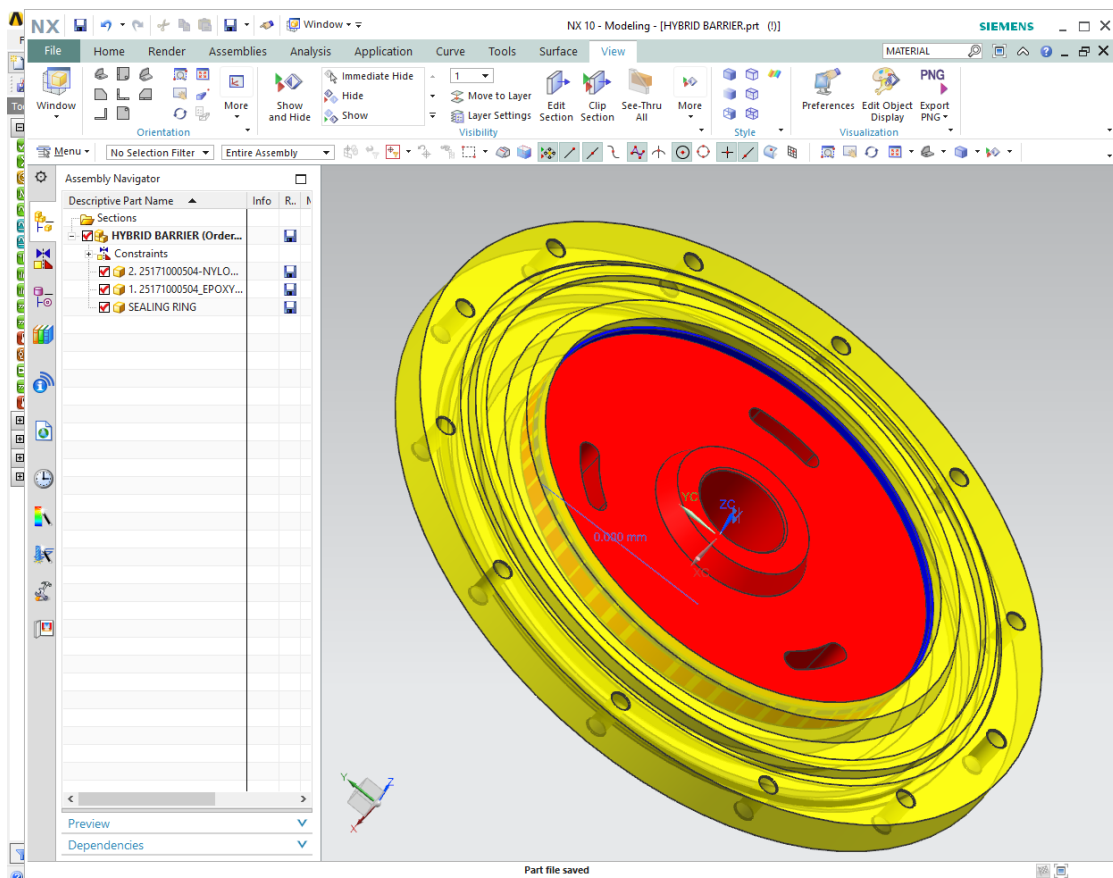 NX
Window
NX 10 - Modeling - [HYBRID BARRIER.prt (!)]
SIEMENS
File Home Render Assemblies Analysis Application Curve Tools Surface View
MATERIAL
Window
More
Orientation
Show and Hide
Immediate Hide
Hide
Show
1
Move to Layer
Layer Settings
Edit Section
Clip Section
See-Thru All
More
Visibility
Style
Preferences
Edit Object Display
PNG
Export PNG
Visualization
Menu
No Selection Filter
Entire Assembly
Assembly Navigator
Descriptive Part Name Info R..
Sections
HYBRID BARRIER (Order...
Constraints
2. 25171000504-NYLO...
1. 25171000504_EPOXY...
SEALING RING
YC
ZC
XC
0.000 mm
Y
Z
X
Preview
Dependencies
Part file saved